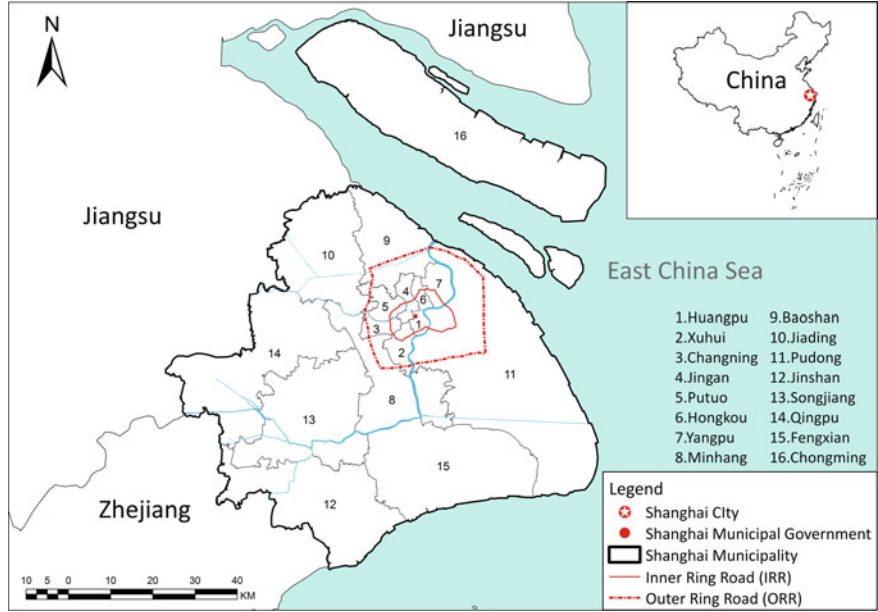 N
Jiangsu
China
16
Jiangsu
9
10
East China Sea
7
4
6
5
1
3
2
14
11
8
13
15
12
Zhejiang
1.Huangpu 9.Baoshan
2.Xuhui 10.Jiading
3.Changning 11.Pudong
4.Jingan 12.Jinshan
5.Putuo 13.Songjiang
6.Hongkou 14.Qingpu
7.Yangpu 15.Fengxian
8.Minhang 16.Chongming
Legend
Shanghai CIty
Shanghai Municipal Government
Shanghai Municipality
Inner Ring Road (IRR)
Outer Ring Road (ORR)
10 5 0 10 20 30 40
KM